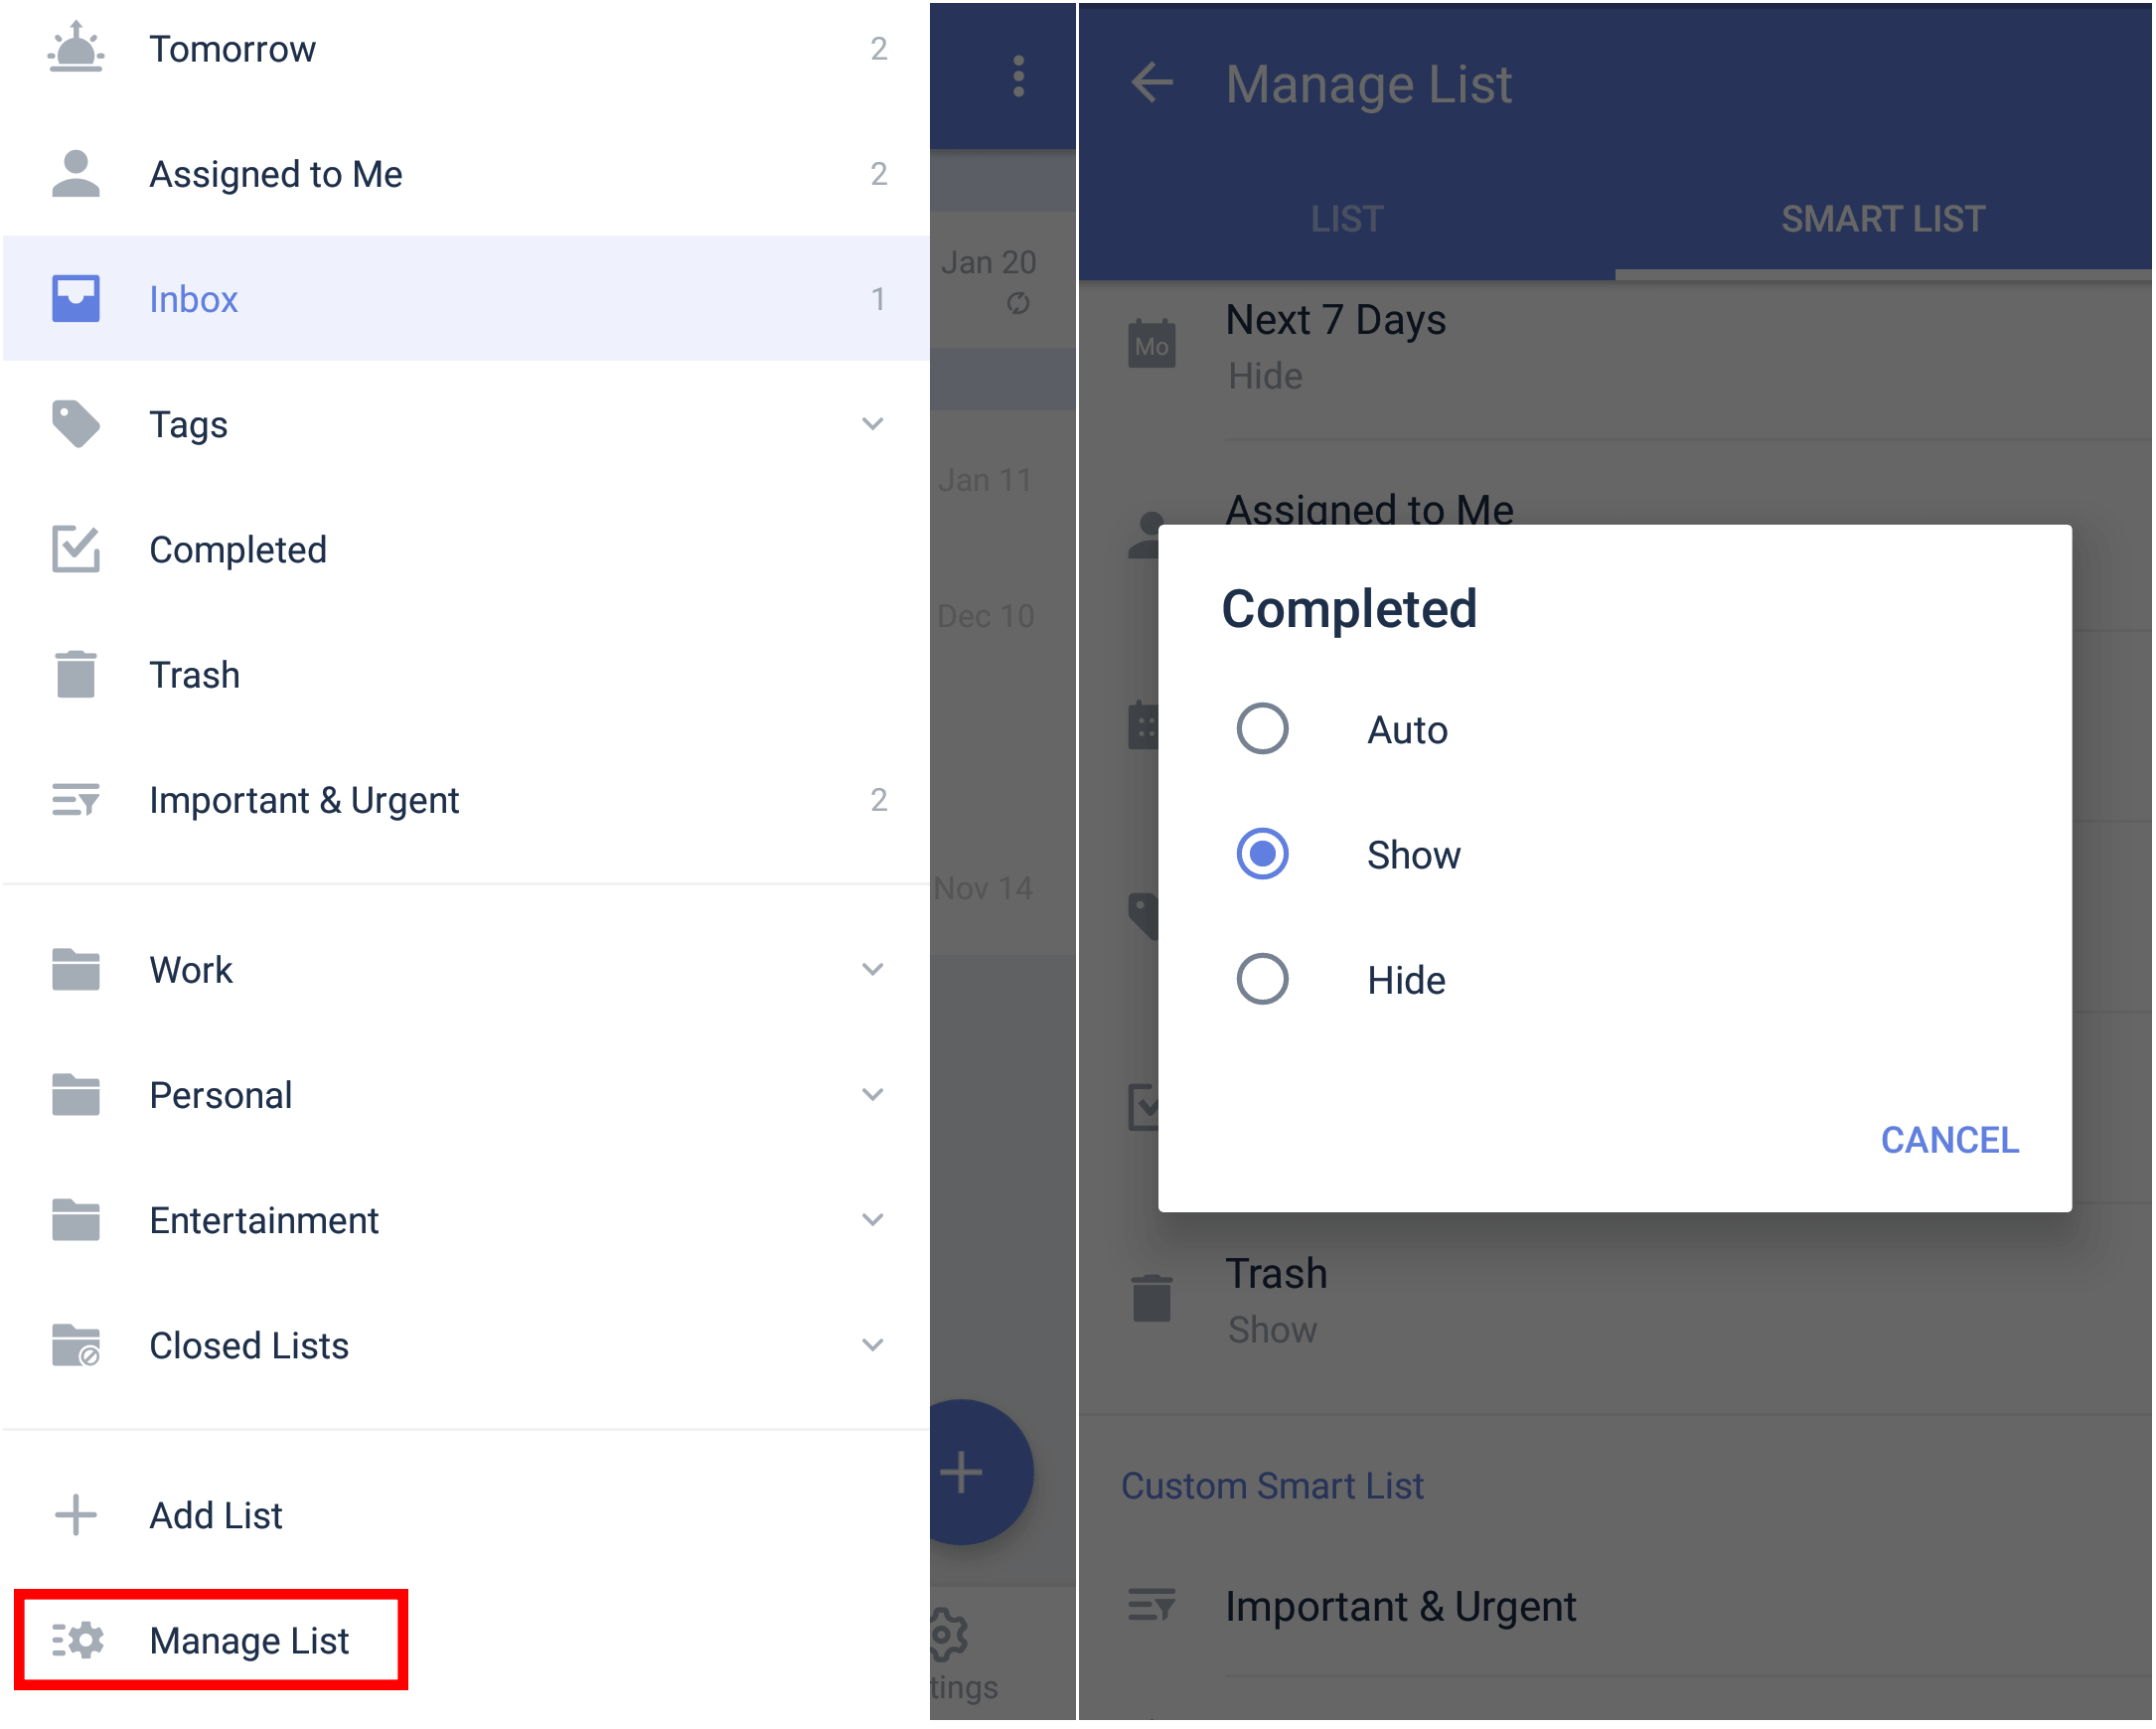 Tomorrow 2
Assigned to Me 2
Inbox 1
Tags
Completed
Trash
Important & Urgent 2
Work
Personal
Entertainment
Closed Lists
Add List
Manage List
Jan 20
Jan 11
Dec 10
Nov 14
tings
Manage List
LIST SMART LIST
Mo
Next 7 Days
Hide
Assigned to Me
Completed
Auto
Show
Hide
CANCEL
Trash
Show
Custom Smart List
Important & Urgent